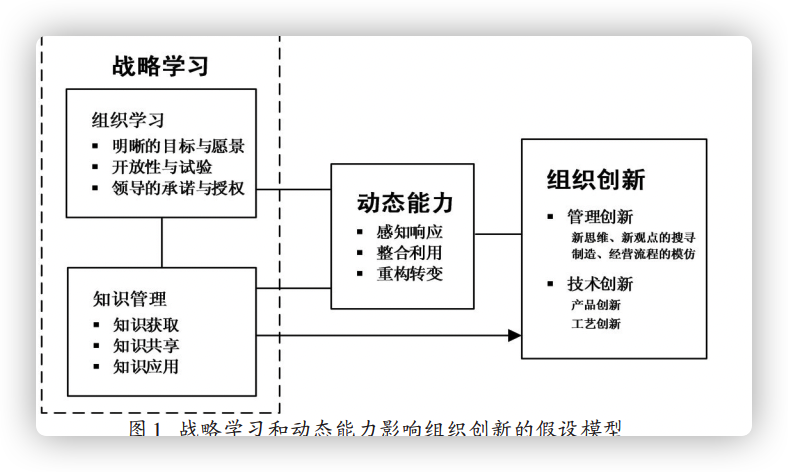 战略学习
组织学习
▪ 明晰的目标与愿景
▪ 开放性与试验
▪ 领导的承诺与授权
知识管理
▪ 知识获取
▪ 知识共享
▪ 知识应用
动态能力
▪ 感知响应
▪ 整合利用
▪ 重构转变
组织创新
▪ 管理创新
新思维、新观点的搜寻
制造、经营流程的模仿
▪ 技术创新
产品创新
工艺创新
图1 战略学习和动态能力影响组织创新的假设模型